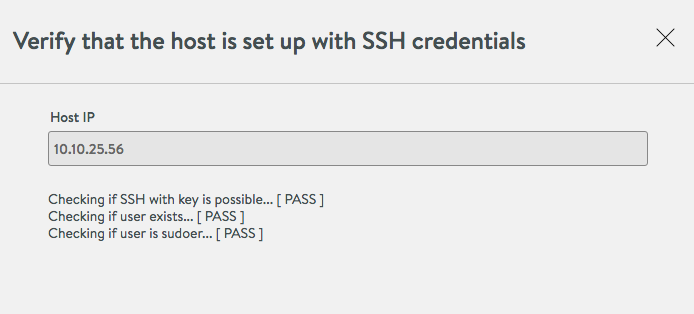 Verify that the host is set up with SSH credentials
Host IP
10.10.25.56
Checking if SSH with key is possible... [ PASS ]
Checking if user exists... [ PASS ]
Checking if user is sudoer... [ PASS ]